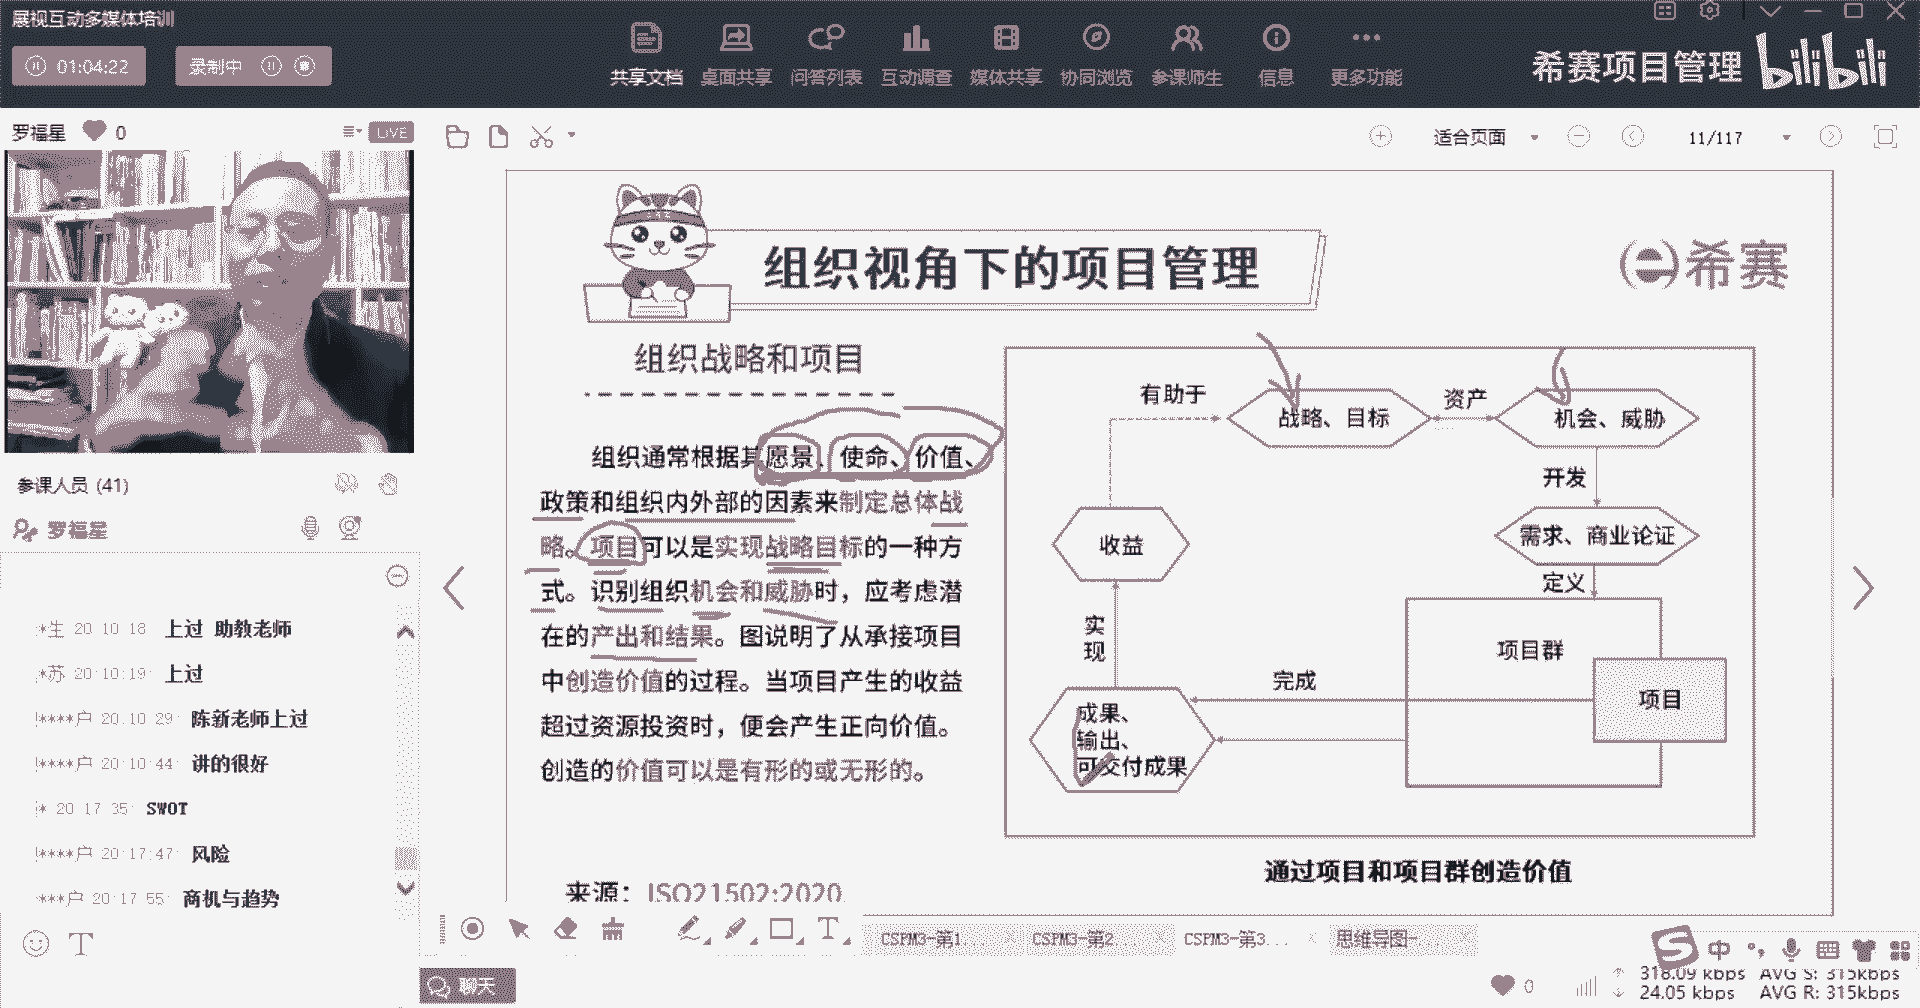 展视互动多媒体培训
01:04:22
录制中
共享文档
桌面共享
问答列表
互动调查
媒体共享
协同浏览
参课师生
信息
更多功能
希赛项目管理
bilibili
罗福星
0
LIVE
参课人员 (41)
罗福星
生 20:10:18 上过 助教老师
*苏 20:10:19 上过
****户 20:10:29 陈新老师上过
****户 20:10:44 讲的很好
* 20:17:35 SWOT
****户 20:17:47 风险
***户 20:17:55 商机与趋势
聊天
适合页面
11/117
组织视角下的项目管理
希赛
组织战略和项目
组织通常根据其愿景、使命、价值、
政策和组织内外部的因素来制定总体战
略。项目可以是实现战略目标的一种方
式。识别组织机会和威胁时，应考虑潜
在的产出和结果。图说明了从承接项目
中创造价值的过程。当项目产生的收益
超过资源投资时，便会产生正向价值。
创造的价值可以是有形的或无形的。
来源：ISO21502:2020
有助于
战略、目标
资产
机会、威胁
开发
需求、商业论证
定义
项目群
项目
完成
成果、
输出、
可交付成果
实
现
收益
通过项目和项目群创造价值
CSPM3-第1
CSPM3-第2
CSPM3-第3...
思维导图-
中
318.09 kbps AVG S: 315kbps
24.05 kbps AVG R: 315kbps
0